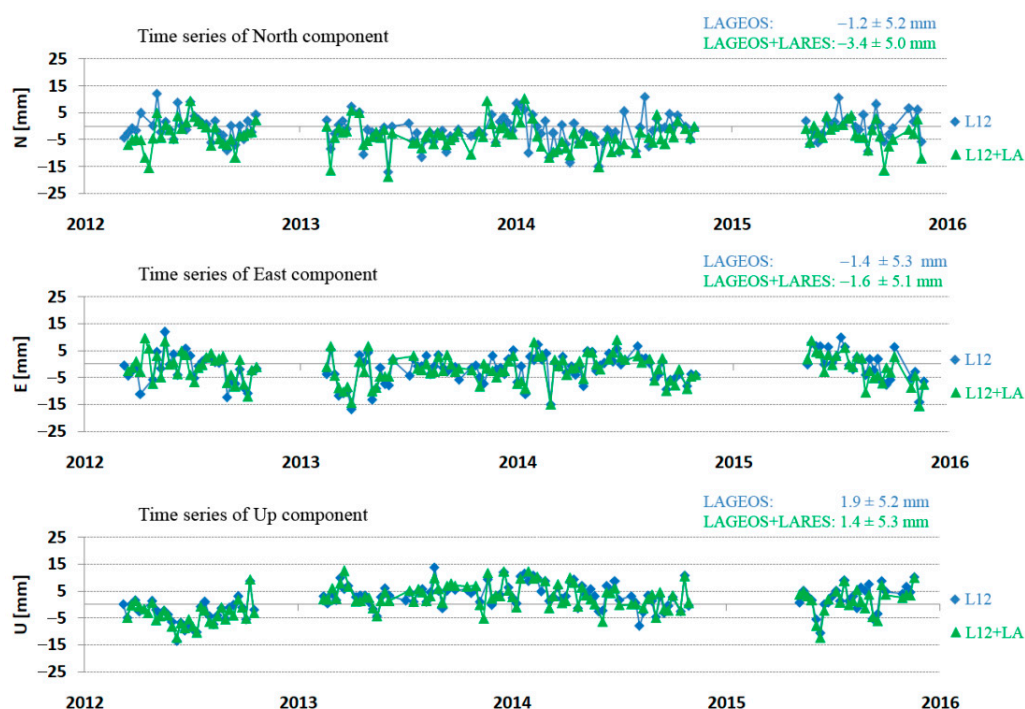 Time series of North component
LAGEOS: −1.2 ± 5.2 mm
LAGEOS+LARES: −3.4 ± 5.0 mm
N [mm]
25
15
5
−5
−15
−25
2012 2013 2014 2015 2016
L12
L12+LA
Time series of East component
LAGEOS: −1.4 ± 5.3 mm
LAGEOS+LARES: −1.6 ± 5.1 mm
E [mm]
25
15
5
−5
−15
−25
2012 2013 2014 2015 2016
L12
L12+LA
Time series of Up component
LAGEOS: 1.9 ± 5.2 mm
LAGEOS+LARES: 1.4 ± 5.3 mm
U [mm]
25
15
5
−5
−15
−25
2012 2013 2014 2015 2016
L12
L12+LA